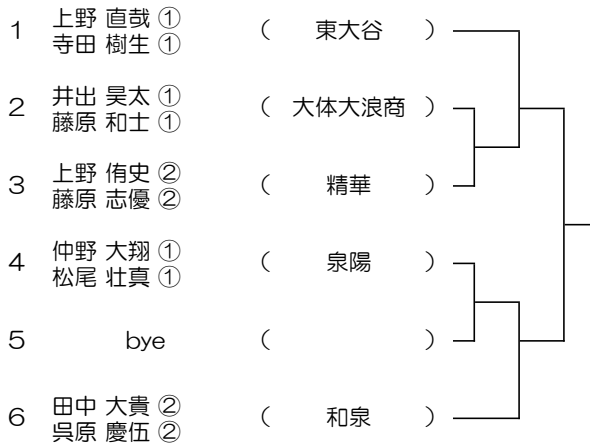 上野 直哉 ①
1 ( 東大谷 )
寺田 樹生 ①
井出 昊太 ①
2 ( 大体大浪商 )
藤原 和士 ①
上野 侑史 ②
3 ( 精華 )
藤原 志優 ②
仲野 大翔 ①
4 ( 泉陽 )
松尾 壮真 ①
5 bye ( )
田中 大貴 ②
6 ( 和泉 )
呉原 慶伍 ②